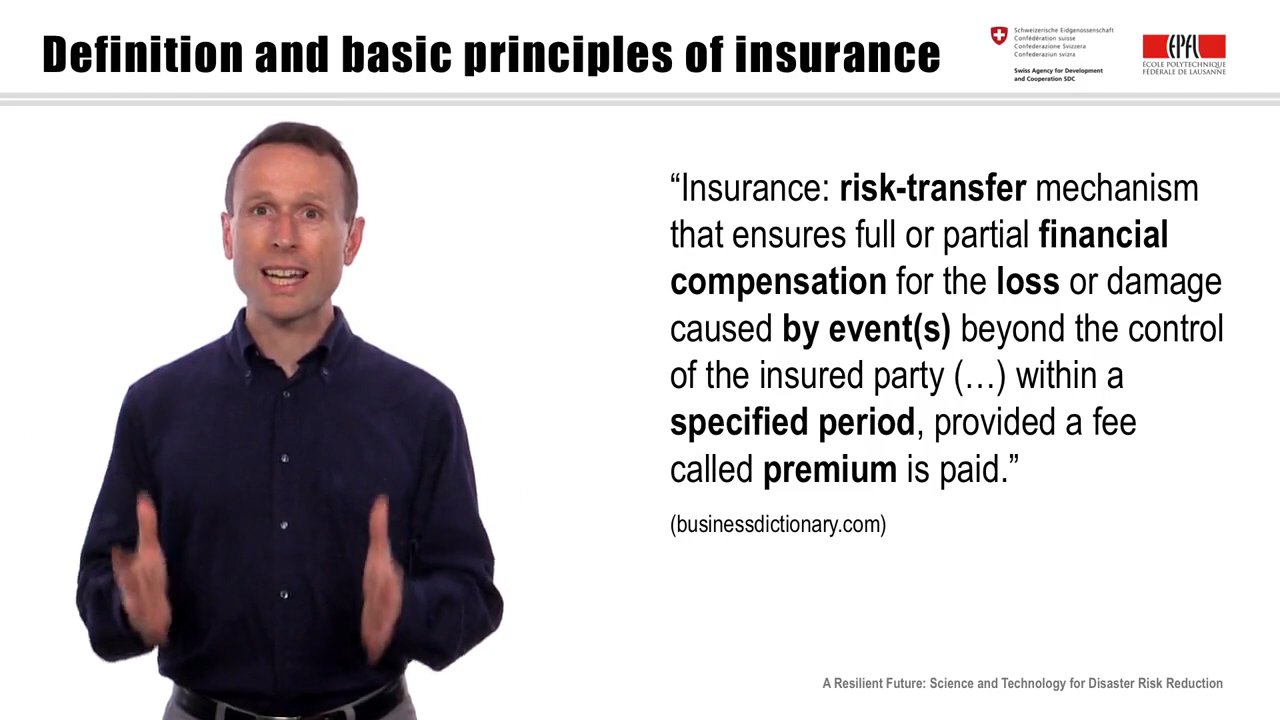 Definition and basic principles of insurance
Schweizerische Eidgenossenschaft
Confédération suisse
Confederazione Svizzera
Confederaziun svizra
Swiss Agency for Development
and Cooperation SDC
EPFL
ÉCOLE POLYTECHNIQUE
FÉDÉRALE DE LAUSANNE
“Insurance: risk-transfer mechanism
that ensures full or partial financial
compensation for the loss or damage
caused by event(s) beyond the control
of the insured party (…) within a
specified period, provided a fee
called premium is paid.”
(businessdictionary.com)
A Resilient Future: Science and Technology for Disaster Risk Reduction